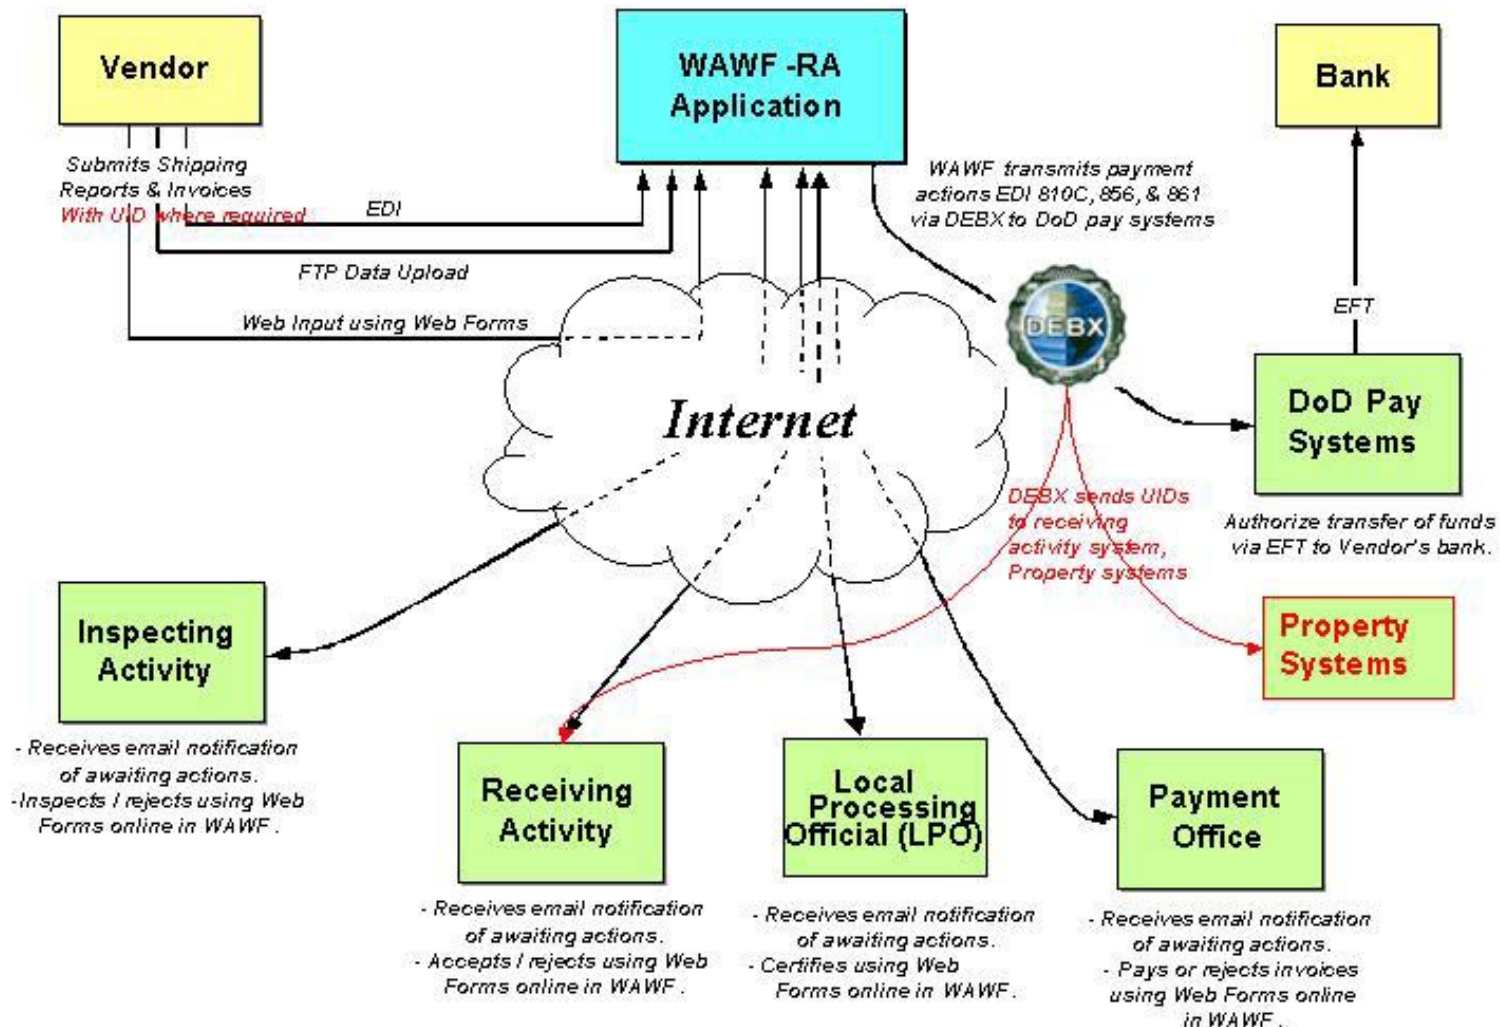 Vendor
WAWF -RA
Application
Bank
Submits Shipping
Reports & Invoices
With UID where required
EDI
FTP Data Upload
Web Input using Web Forms
WAWF transmits payment
actions EDI 810C, 856, & 861
via DEBX to DoD pay systems
DEBX
EFT
DoD Pay
Systems
Authorize transfer of funds
via EFT to Vendor's bank.
Internet
DEBX sends UIDs
to receiving
activity system,
Property systems
Property
Systems
Inspecting
Activity
- Receives email notification
of awaiting actions.
-Inspects / rejects using Web
Forms online in WAWF .
Receiving
Activity
- Receives email notification
of awaiting actions.
- Accepts / rejects using Web
Forms online in WAWF .
Local
Processing
Official (LPO)
- Receives email notification
of awaiting actions.
- Certifies using Web
Forms online in WAWF .
Payment
Office
- Receives email notification
of awaiting actions.
- Pays or rejects invoices
using Web Forms online
in WAWF .